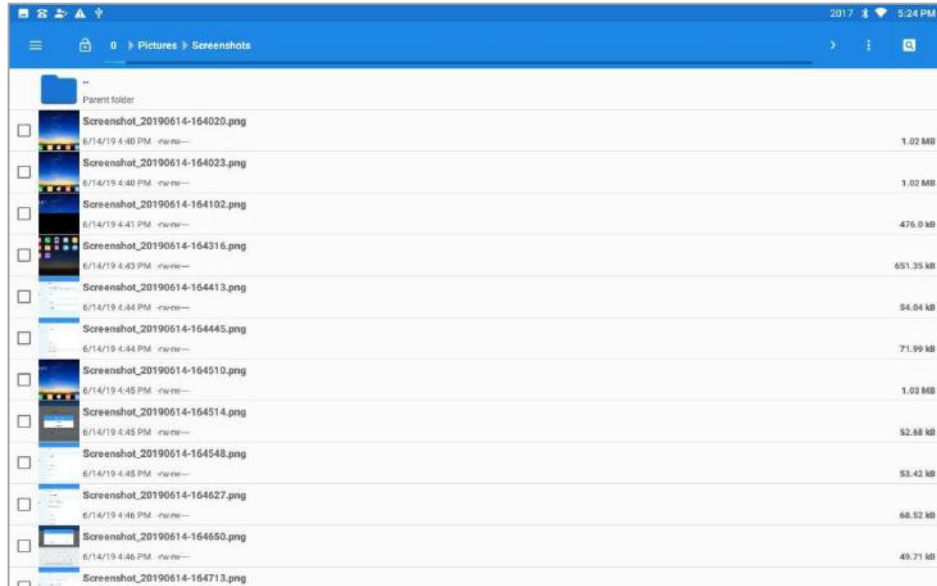 2017 5:24 PM
0 Pictures Screenshots
..
Parent folder
Screenshot_20190614-164020.png
6/14/19 4:40 PM -rw-rw---
1.02 MB
Screenshot_20190614-164023.png
6/14/19 4:40 PM -rw-rw---
1.02 MB
Screenshot_20190614-164102.png
6/14/19 4:41 PM -rw-rw---
476.0 kB
Screenshot_20190614-164316.png
6/14/19 4:43 PM -rw-rw---
651.35 kB
Screenshot_20190614-164413.png
6/14/19 4:44 PM -rw-rw---
54.04 kB
Screenshot_20190614-164445.png
6/14/19 4:44 PM -rw-rw---
71.99 kB
Screenshot_20190614-164510.png
6/14/19 4:45 PM -rw-rw---
1.03 MB
Screenshot_20190614-164514.png
6/14/19 4:45 PM -rw-rw---
52.68 kB
Screenshot_20190614-164548.png
6/14/19 4:45 PM -rw-rw---
53.42 kB
Screenshot_20190614-164627.png
6/14/19 4:46 PM -rw-rw---
68.52 kB
Screenshot_20190614-164650.png
6/14/19 4:46 PM -rw-rw---
49.71 kB
Screenshot_20190614-164713.png